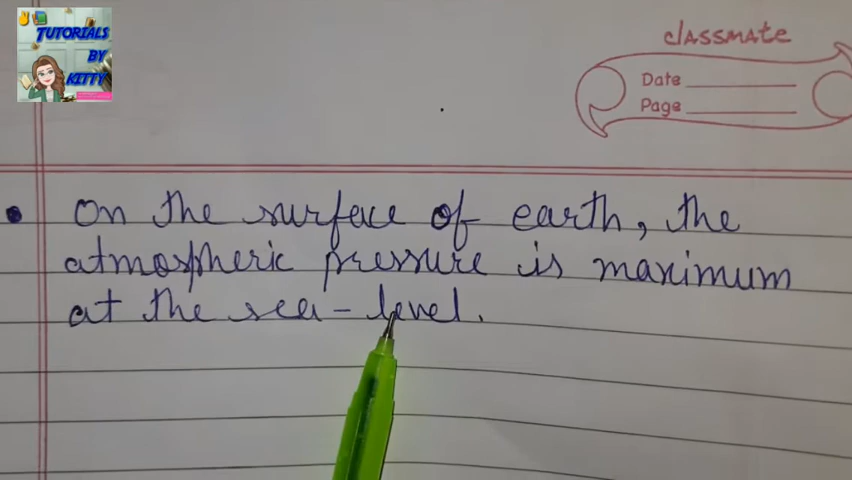 TUTORIALS
BY
KITTY
classmate
Date
Page
On the surface of earth, the
atmospheric pressure is maximum
at the sea-level.